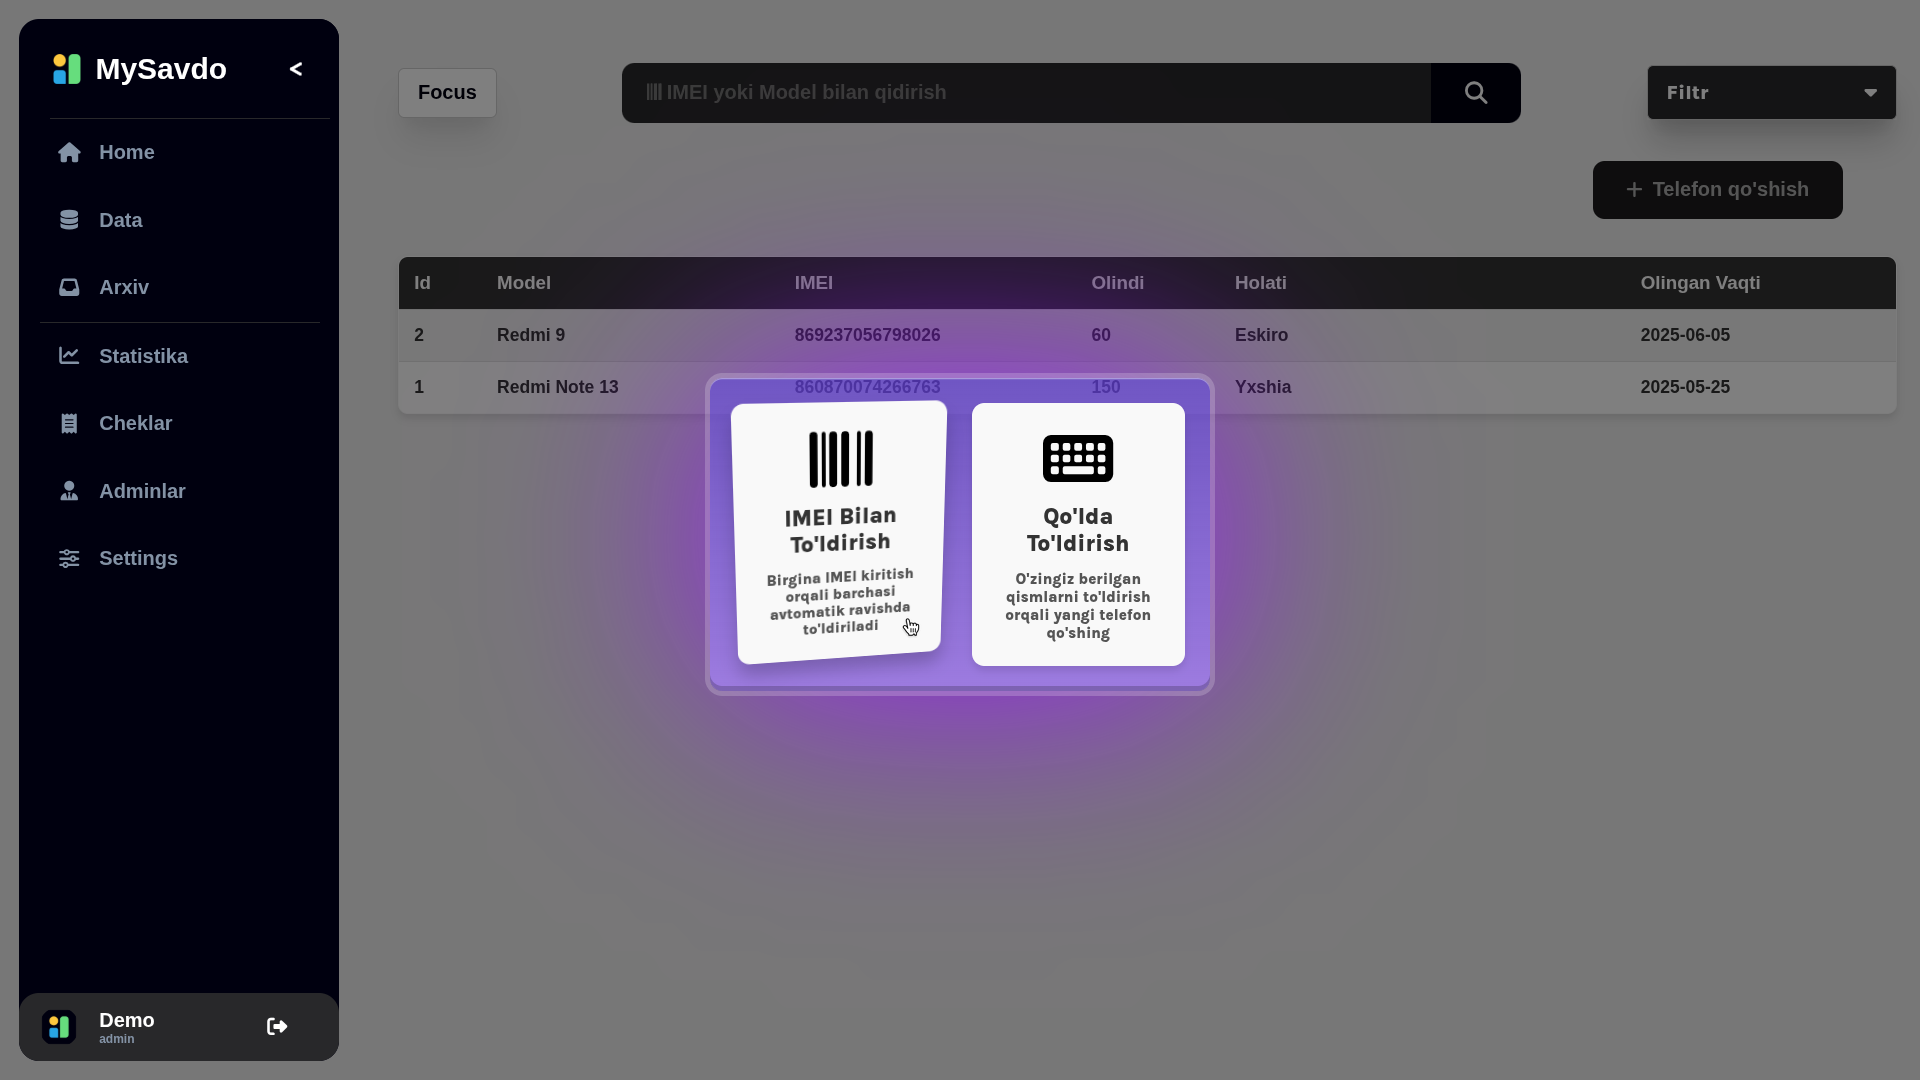 MySavdo
<
Home
Data
Arxiv
Statistika
Cheklar
Adminlar
Settings
Demo
admin
Focus
IMEI yoki Model bilan qidirish
Filtr
+ Telefon qo'shish
Id Model IMEI Olindi Holati Olingan Vaqti
2 Redmi 9 869237056798026 60 Eskiro 2025-06-05
1 Redmi Note 13 860870074266763 150 Yxshia 2025-05-25
IMEI Bilan
To'ldirish
Birgina IMEI kiritish
orqali barchasi
avtomatik ravishda
to'ldiriladi
Qo'lda
To'ldirish
O'zingiz berilgan
qismlarni to'ldirish
orqali yangi telefon
qo'shing